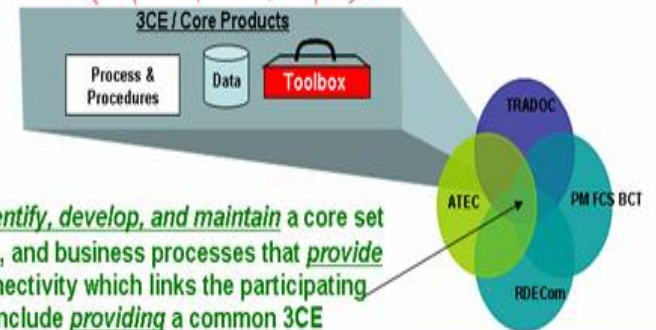 3CE / Core Products
Process &
Procedures
Data
Toolbox
TRADOC
ATEC
PM FCS BCT
RDECom
entify, develop, and maintain a core set
, and business processes that provide
nectivity which links the participating
nclude providing a common 3CE